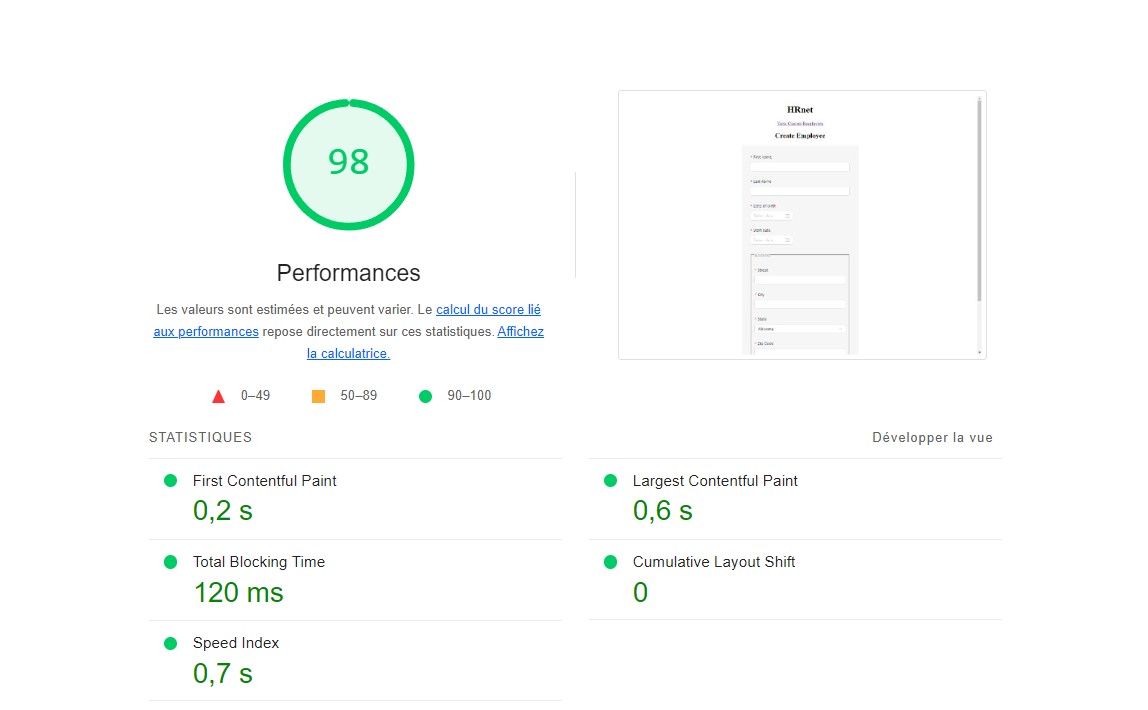 98
Performances
Les valeurs sont estimées et peuvent varier. Le calcul du score lié
aux performances repose directement sur ces statistiques. Affichez
la calculatrice.
0–49
50–89
90–100
HRnet
View Current Employees
Create Employee
* Last Name
* Date of Birth
* Start Date
* Street
* City
* State
* Zip Code
STATISTIQUES
Développer la vue
First Contentful Paint
0,2 s
Largest Contentful Paint
0,6 s
Total Blocking Time
120 ms
Cumulative Layout Shift
0
Speed Index
0,7 s